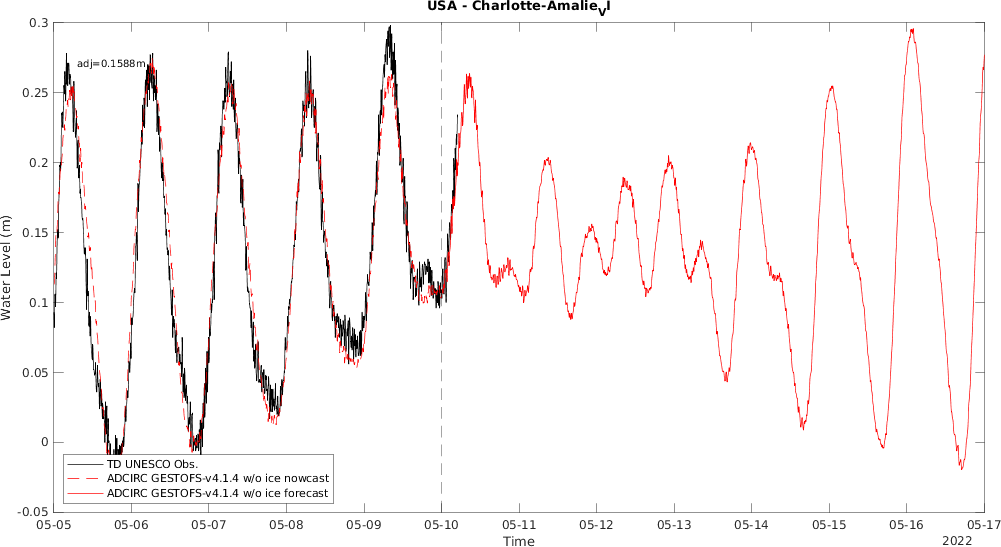 USA - Charlotte-Amalie_VI
adj=0.1588m
Water Level (m)
0.3
0.25
0.2
0.15
0.1
0.05
0
-0.05
TD UNESCO Obs.
ADCIRC GESTOFS-v4.1.4 w/o ice nowcast
ADCIRC GESTOFS-v4.1.4 w/o ice forecast
05-05 05-06 05-07 05-08 05-09 05-10 05-11 05-12 05-13 05-14 05-15 05-16 05-17
Time
2022